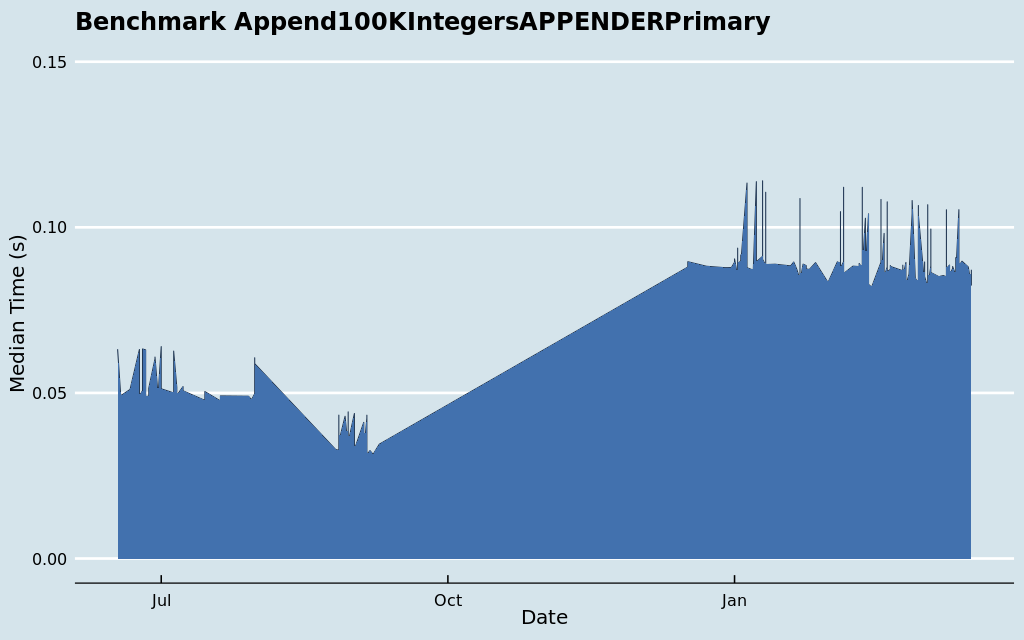 Benchmark Append100KIntegersAPPENDERPrimary
0.15
0.10
0.05
0.00
Median Time (s)
Jul
Oct
Jan
Date